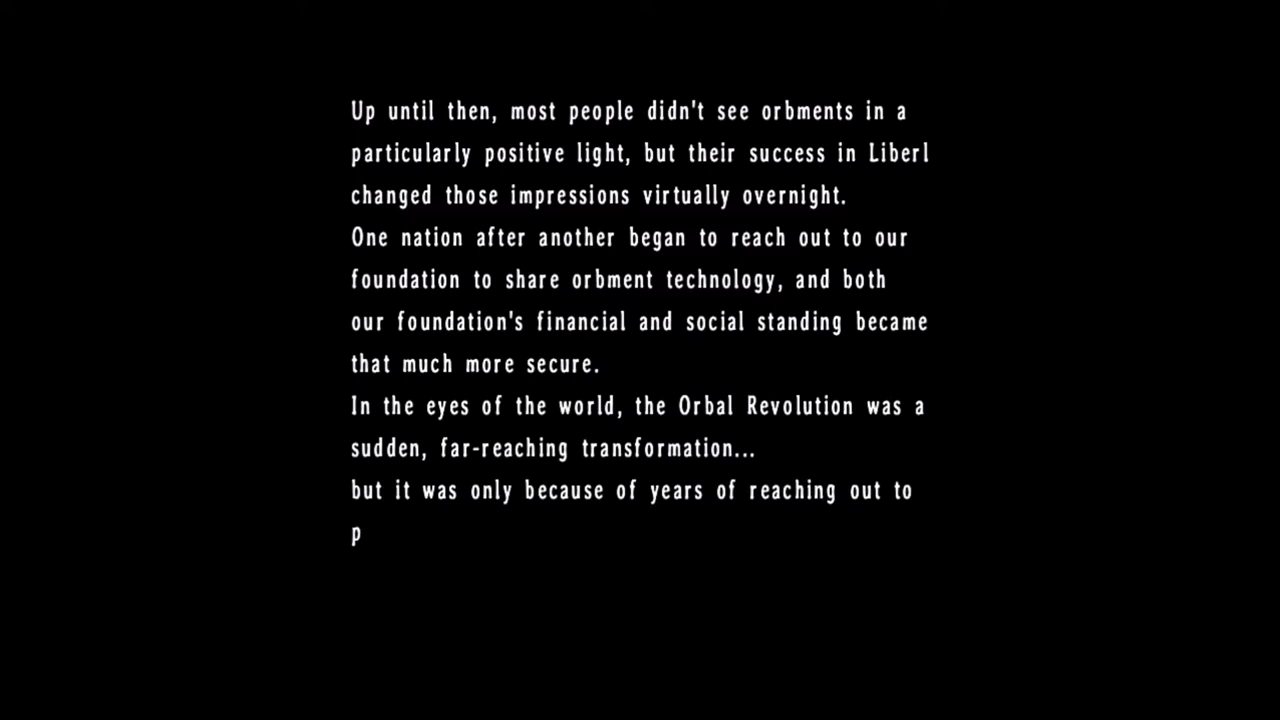 Up until then, most people didn't see orbments in a
particularly positive light, but their success in Liberl
changed those impressions virtually overnight.
One nation after another began to reach out to our
foundation to share orbment technology, and both
our foundation's financial and social standing became
that much more secure.
In the eyes of the world, the Orbal Revolution was a
sudden, far-reaching transformation...
but it was only because of years of reaching out to
p